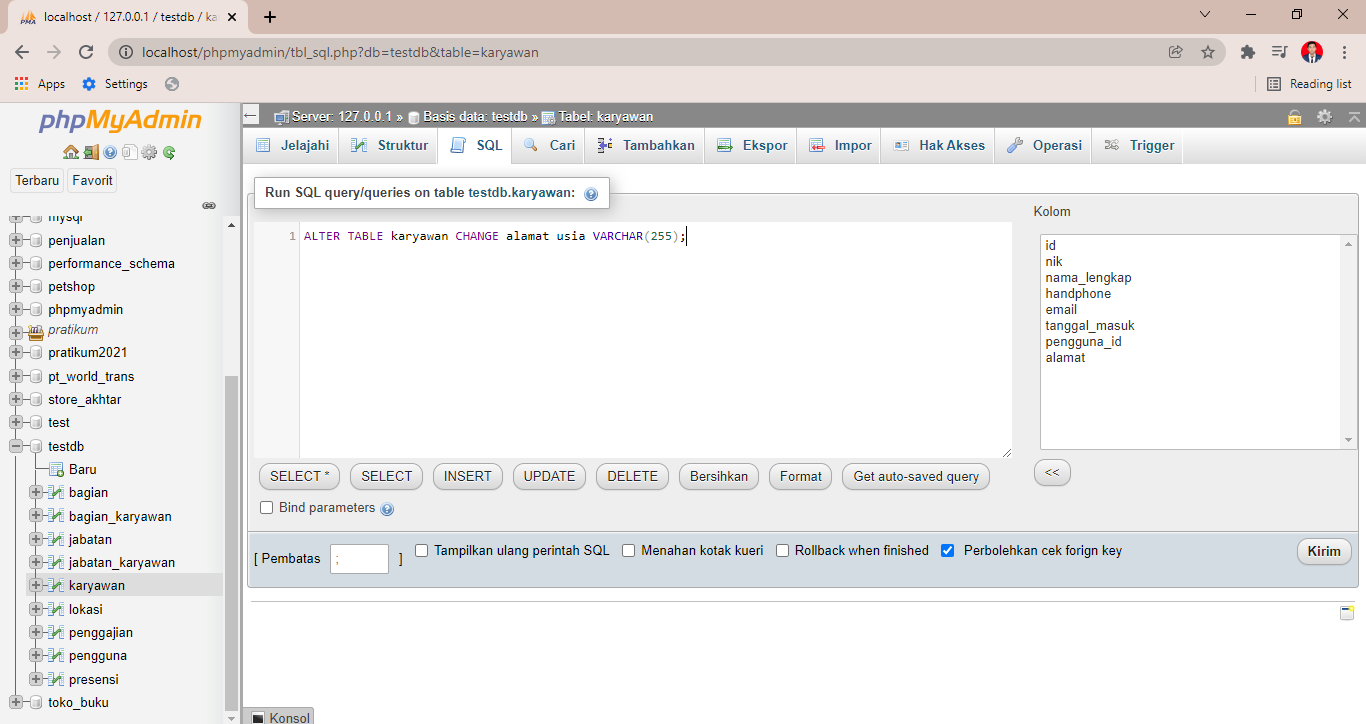 localhost / 127.0.0.1 / testdb / ka
localhost/phpmyadmin/tbl_sql.php?db=testdb&table=karyawan
Apps Settings Reading list
phpMyAdmin
Terbaru Favorit
mysql
penjualan
performance_schema
petshop
phpmyadmin
pratikum
pratikum2021
pt_world_trans
store_akhtar
test
testdb
Baru
bagian
bagian_karyawan
jabatan
jabatan_karyawan
karyawan
lokasi
penggajian
pengguna
presensi
toko_buku
Server: 127.0.0.1 » Basis data: testdb » Tabel: karyawan
Jelajahi Struktur SQL Cari Tambahkan Ekspor Impor Hak Akses Operasi Trigger
Run SQL query/queries on table testdb.karyawan:
1 ALTER TABLE karyawan CHANGE alamat usia VARCHAR(255);
Kolom
id
nik
nama_lengkap
handphone
email
tanggal_masuk
pengguna_id
alamat
SELECT * SELECT INSERT UPDATE DELETE Bersihkan Format Get auto-saved query <<
Bind parameters
[ Pembatas ; ] Tampilkan ulang perintah SQL Menahan kotak kueri Rollback when finished Perbolehkan cek forign key Kirim
Konsol